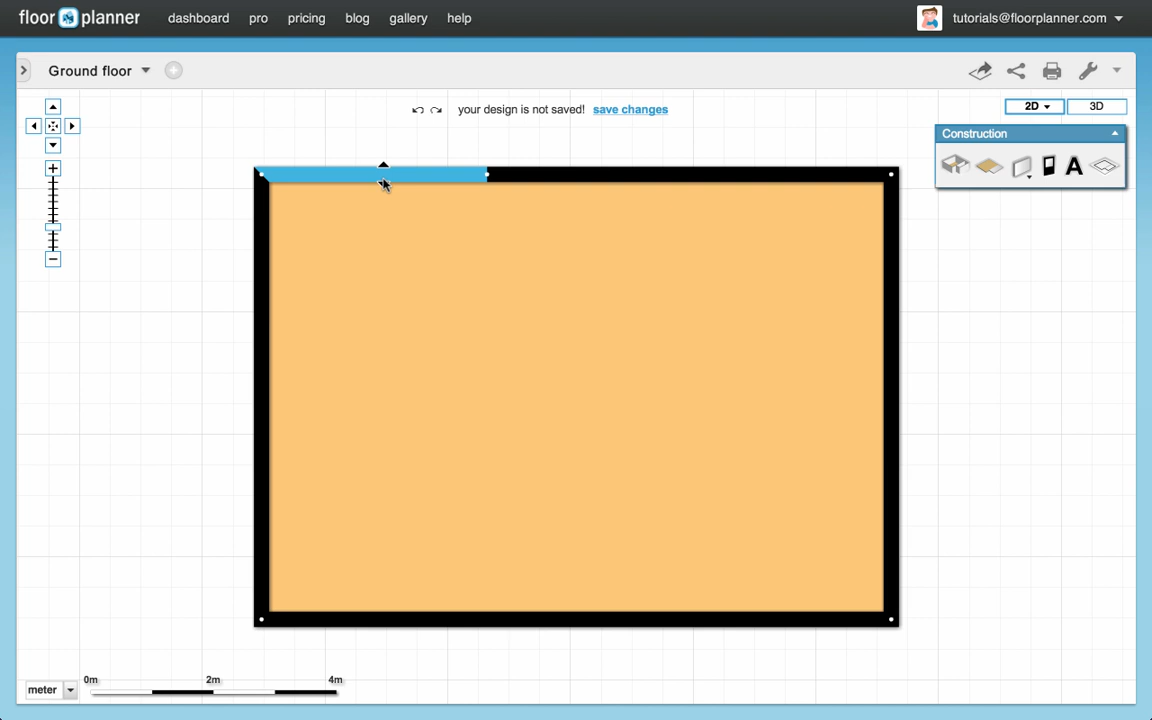 floor planner dashboard pro pricing blog gallery help tutorials@floorplanner.com
Ground floor
your design is not saved! save changes
2D 3D
Construction
A
0m 2m 4m
meter